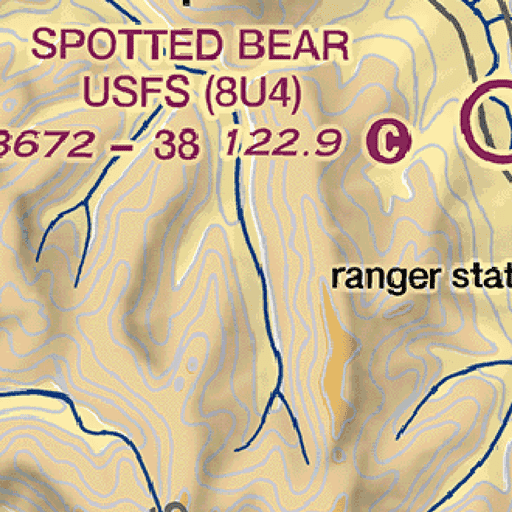 SPOTTED BEAR
USFS (8U4)
3672 – 38 122.9 C
ranger stat